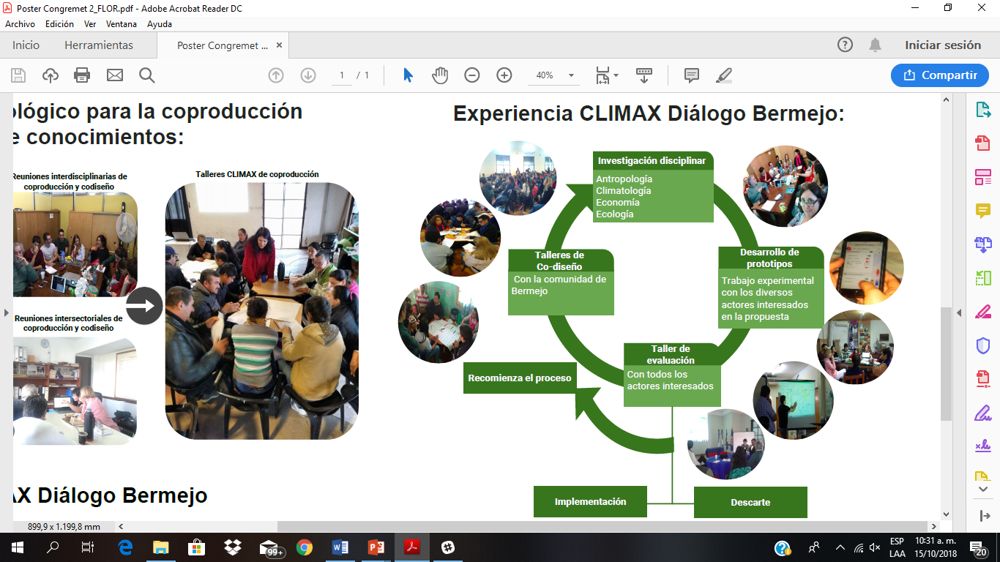 Poster Congremet 2_FLOR.pdf - Adobe Acrobat Reader DC
Archivo Edición Ver Ventana Ayuda
Inicio Herramientas Poster Congremet ... × Iniciar sesión
1 / 1 40% Compartir
ológico para la coproducción
e conocimientos:
Reuniones interdisciplinarias de
coproducción y codiseño
Talleres CLIMAX de coproducción
Reuniones intersectoriales de
coproducción y codiseño
AX Diálogo Bermejo
Experiencia CLIMAX Diálogo Bermejo:
Investigación disciplinar
Antropología
Climatología
Economía
Ecología
Desarrollo de
prototipos
Trabajo experimental
con los diversos
actores interesados
en la propuesta
Talleres de
Co-diseño
Con la comunidad de
Bermejo
Taller de
evaluación
Con todos los
actores interesados
Recomienza el proceso
Implementación
Descarte
899,9 x 1.199,8 mm
99+
ESP
LAA
10:31 a. m.
15/10/2018
20